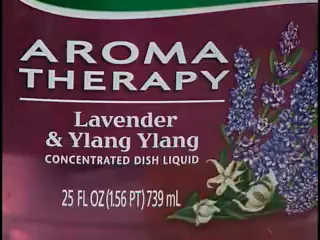 AROMA
THERAPY
Lavender
& Ylang Ylang
CONCENTRATED DISH LIQUID
25 FL OZ (1.56 PT) 739 mL